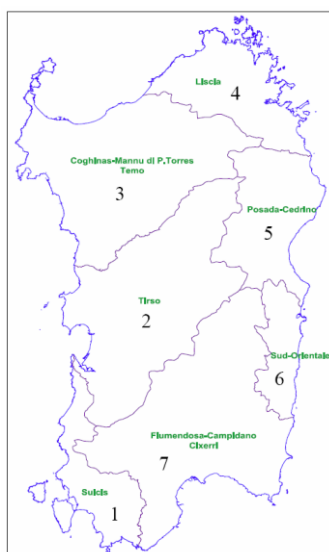 Liscia
4
Coghinas-Mannu di P.Torres
Temo
3
Posada-Cedrino
5
Tirso
2
Sud-Orientale
6
Flumendosa-Campidano
Cixerri
7
Sulcis
1